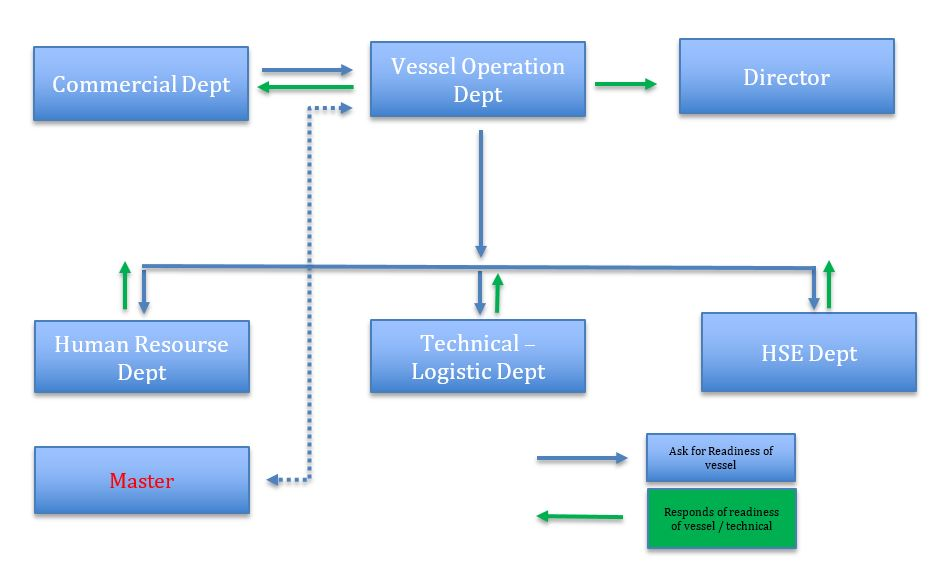 Commercial Dept
Vessel Operation
Dept
Director
Human Resourse
Dept
Technical –
Logistic Dept
HSE Dept
Master
Ask for Readiness of
vessel
Responds of readiness
of vessel / technical